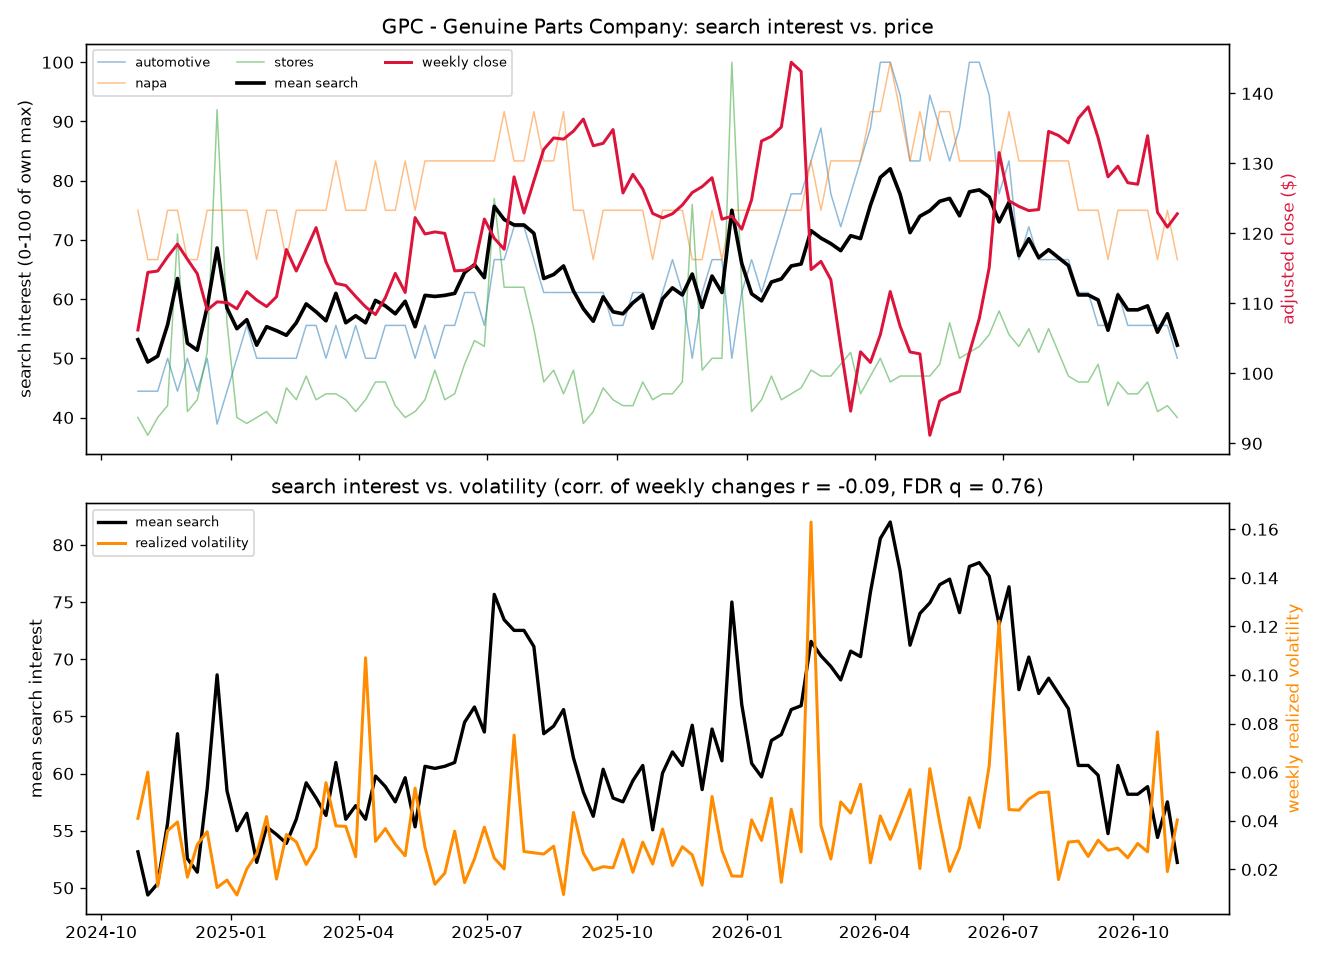 GPC - Genuine Parts Company: search interest vs. price
automotive
napa
stores
mean search
weekly close
search interest (0-100 of own max)
100
90
80
70
60
50
40
adjusted close ($)
140
130
120
110
100
90
search interest vs. volatility (corr. of weekly changes r = -0.09, FDR q = 0.76)
mean search
realized volatility
mean search interest
80
75
70
65
60
55
50
weekly realized volatility
0.16
0.14
0.12
0.10
0.08
0.06
0.04
0.02
2024-10
2025-01
2025-04
2025-07
2025-10
2026-01
2026-04
2026-07
2026-10